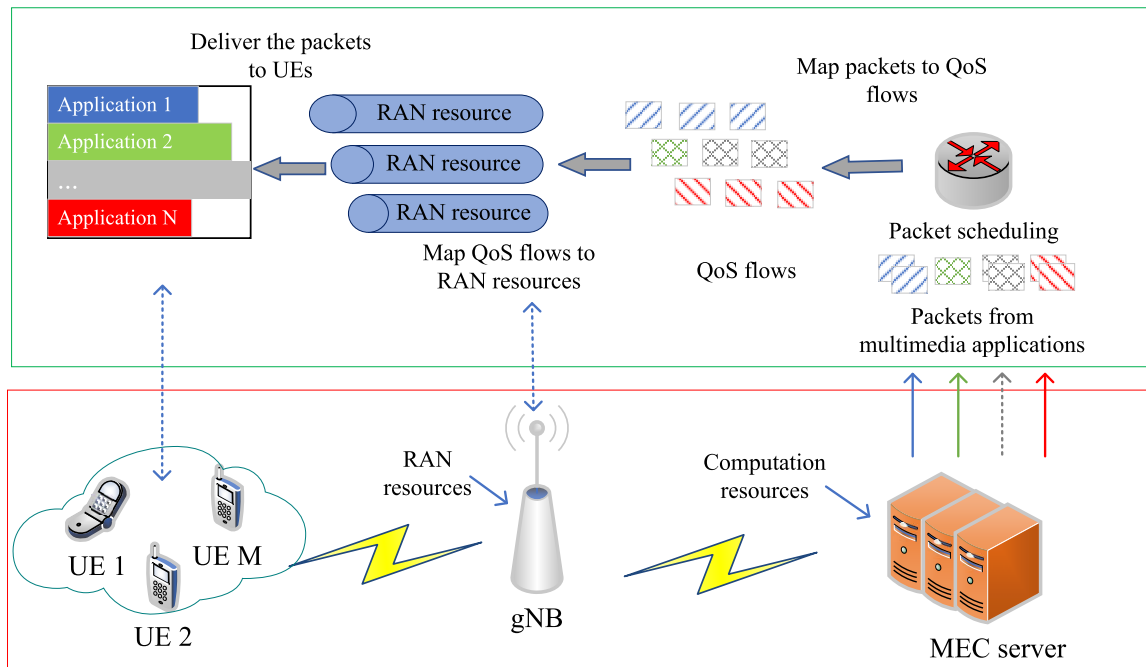 Deliver the packets
to UEs
Application 1
Application 2
...
Application N
RAN resource
RAN resource
RAN resource
Map QoS flows to
RAN resources
QoS flows
Map packets to QoS
flows
Packet scheduling
Packets from
multimedia applications
UE 1
UE 2
UE M
RAN
resources
gNB
Computation
resources
MEC server